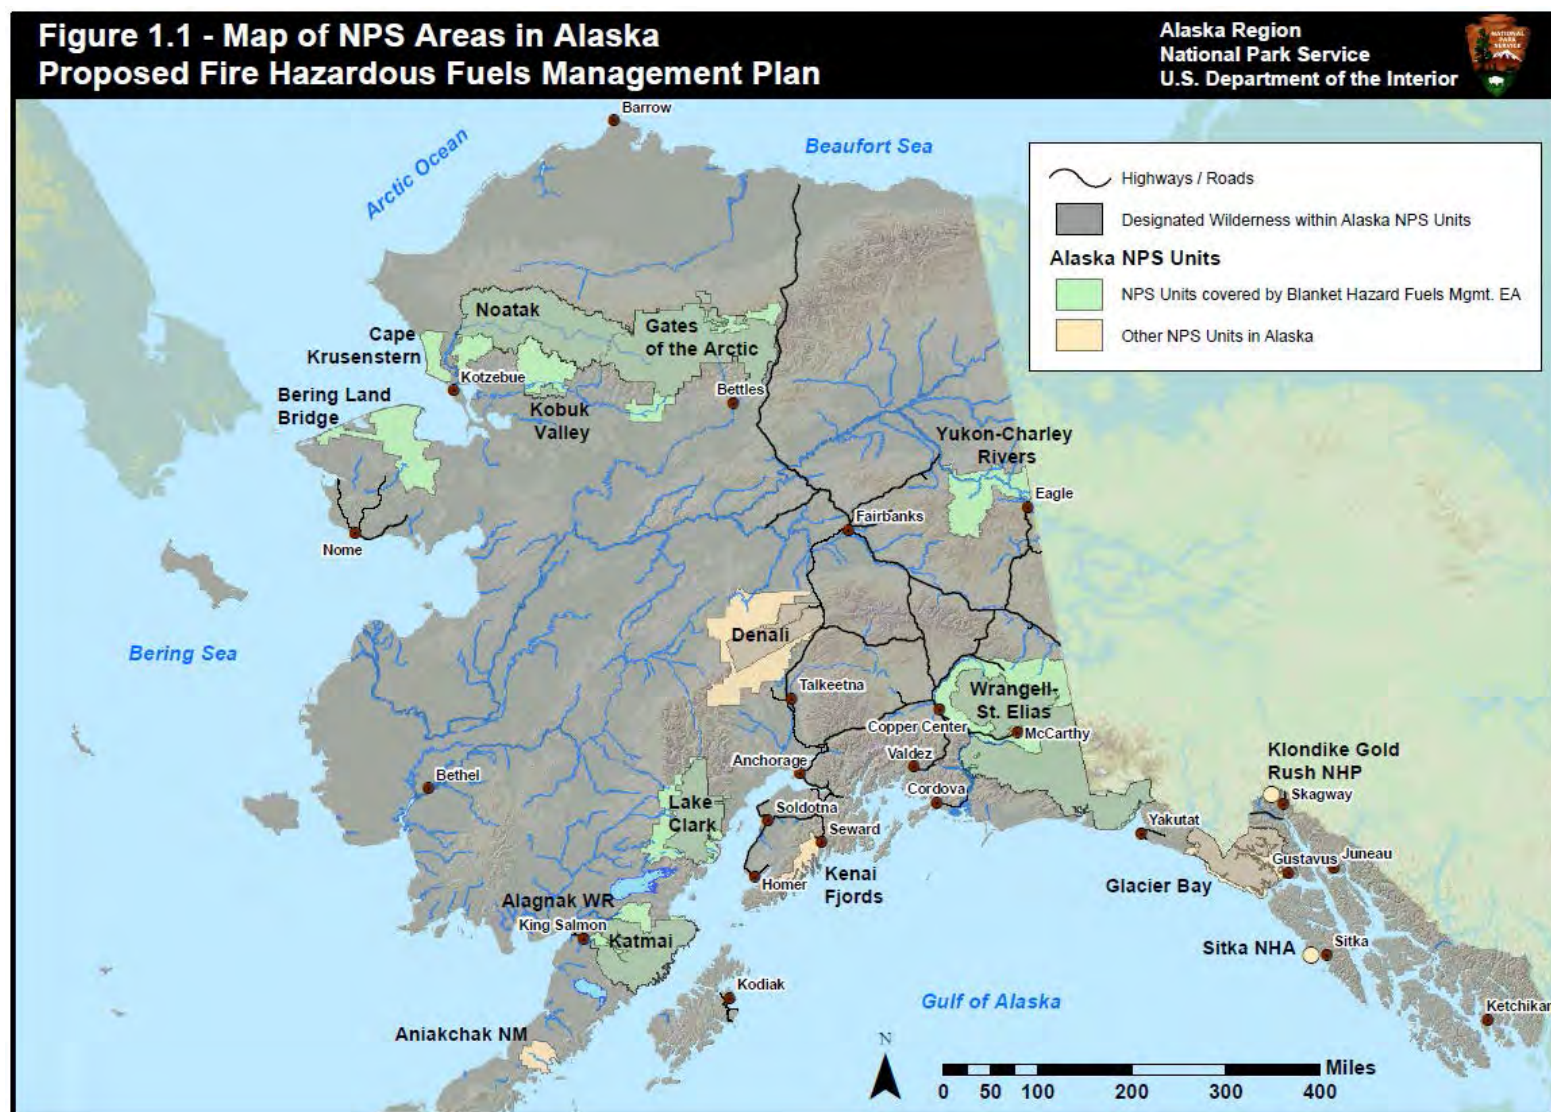 Figure 1.1 - Map of NPS Areas in Alaska
Proposed Fire Hazardous Fuels Management Plan
Alaska Region
National Park Service
U.S. Department of the Interior
NATIONAL
PARK
SERVICE
Barrow
Arctic Ocean
Beaufort Sea
Highways / Roads
Designated Wilderness within Alaska NPS Units
Alaska NPS Units
NPS Units covered by Blanket Hazard Fuels Mgmt. EA
Other NPS Units in Alaska
Noatak
Gates
of the Arctic
Cape
Krusenstern
Kotzebue
Bering Land
Bridge
Bettles
Kobuk
Valley
Yukon-Charley
Rivers
Eagle
Fairbanks
Nome
Bering Sea
Denali
Talkeetna
Wrangell-
St. Elias
Copper Center
McCarthy
Valdez
Anchorage
Bethel
Cordova
Klondike Gold
Rush NHP
Skagway
Lake
Clark
Soldotna
Seward
Yakutat
Gustavus
Juneau
Homer
Kenai
Fjords
Glacier Bay
Alagnak WR
King Salmon
Katmai
Sitka NHA
Sitka
Kodiak
Gulf of Alaska
Ketchikan
Aniakchak NM
N
Miles
0 50 100 200 300 400